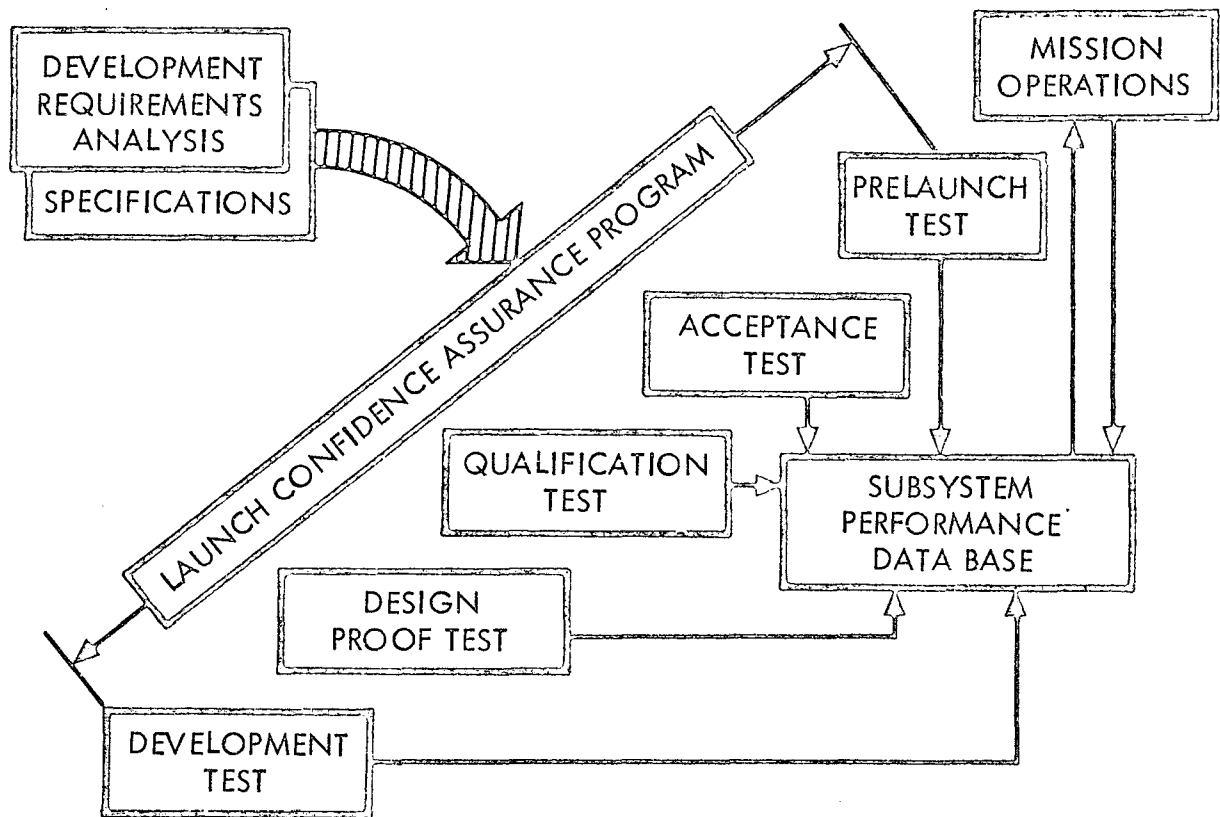 DEVELOPMENT
REQUIREMENTS
ANALYSIS
SPECIFICATIONS
LAUNCH CONFIDENCE ASSURANCE PROGRAM
MISSION
OPERATIONS
PRELAUNCH
TEST
ACCEPTANCE
TEST
QUALIFICATION
TEST
SUBSYSTEM
PERFORMANCE
DATA BASE
DESIGN
PROOF TEST
DEVELOPMENT
TEST